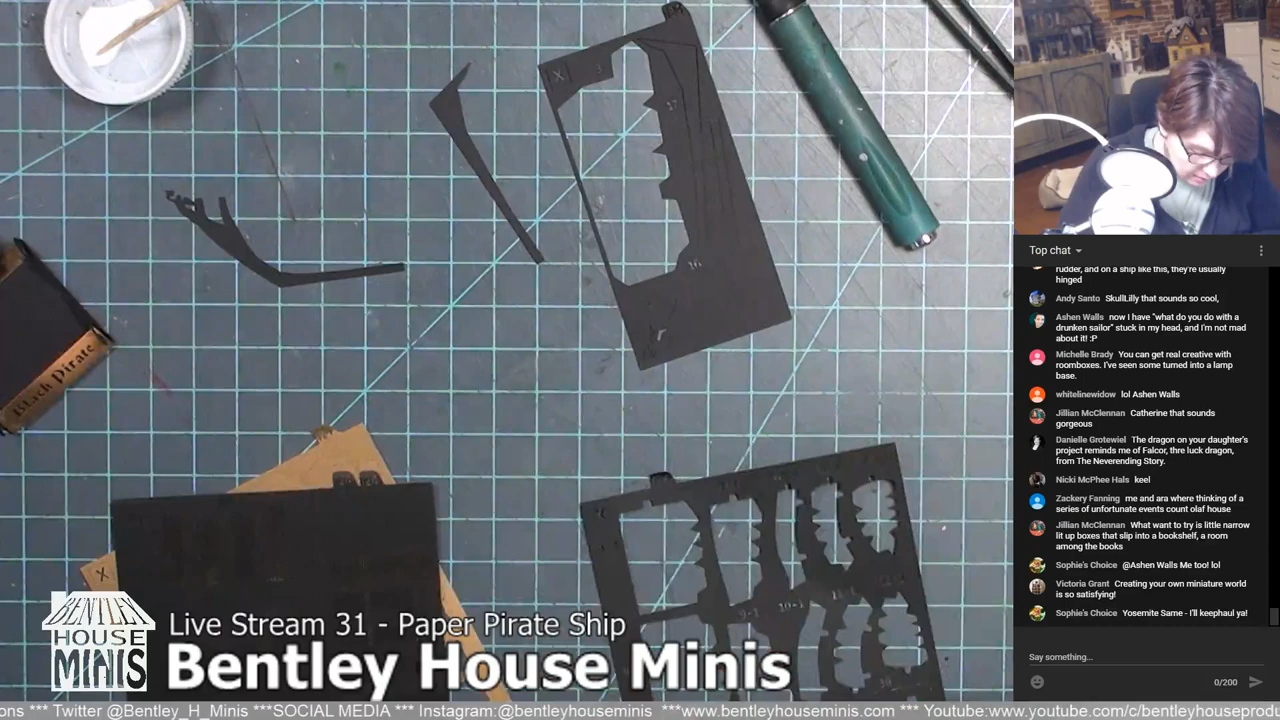 X
3
17
16
Black Pirate
X
9-1
10-1
BENTLEY
HOUSE
MINIS
Live Stream 31 - Paper Pirate Ship
Bentley House Minis
ons *** Twitter @Bentley_H_Minis ***SOCIAL MEDIA *** Instagram:@bentleyhouseminis ***www.bentleyhouseminis.com *** Youtube:www.youtube.com/c/bentleyhouseprodu
Top chat
rudder, and on a ship like this, they're usually
hinged
Andy Santo SkullLilly that sounds so cool,
Ashen Walls now I have "what do you do with a
drunken sailor" stuck in my head, and I'm not mad
about it! :P
Michelle Brady You can get real creative with
roomboxes. I've seen some turned into a lamp
base.
whitelinewidow lol Ashen Walls
Jillian McClennan Catherine that sounds
gorgeous
Danielle Grotewiel The dragon on your daughter's
project reminds me of Falcor, thre luck dragon,
from The Neverending Story.
Nicki McPhee Hals keel
Zackery Fanning me and ara where thinking of a
series of unfortunate events count olaf house
Jillian McClennan What want to try is little narrow
lit up boxes that slip into a bookshelf, a room
among the books
Sophie's Choice @Ashen Walls Me too! lol
Victoria Grant Creating your own miniature world
is so satisfying!
Sophie's Choice Yosemite Same - I'll keephaul ya!
Say something...
0/200